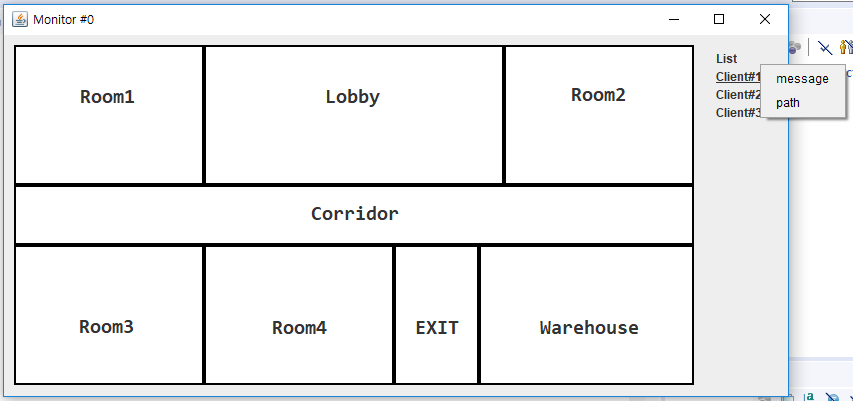 Monitor #0
Room1
Lobby
Room2
List
Client#1
Client#2
Client#3
message
path
Corridor
Room3
Room4
EXIT
Warehouse